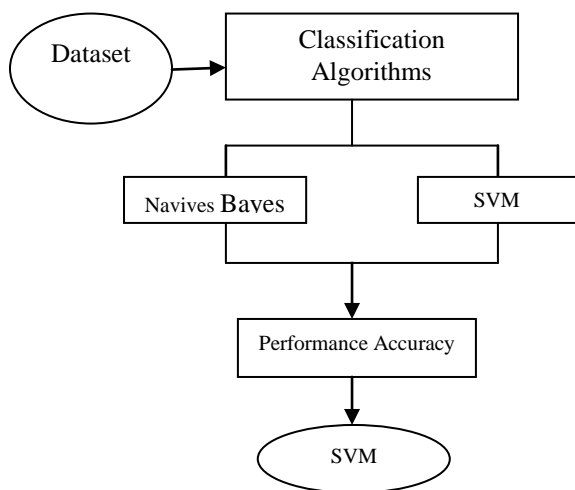 Dataset
Classification
Algorithms
Navives Bayes
SVM
Performance Accuracy
SVM